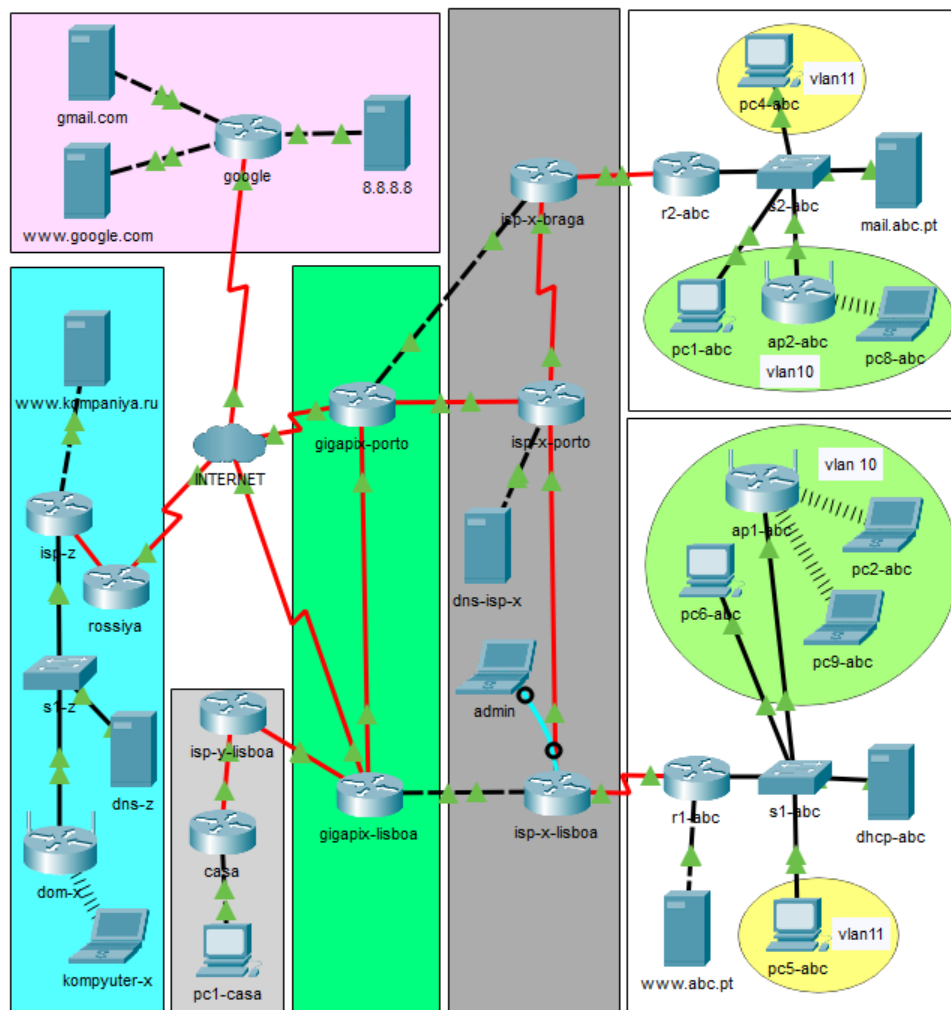 gmail.com
www.google.com
google
8.8.8.8
isp-x-braga
r2-abc
pc4-abc
vlan11
s2-abc
mail.abc.pt
pc1-abc
ap2-abc
pc8-abc
vlan10
www.kompaniya.ru
isp-z
rossiya
s1-z
dns-z
dom-x
kompyuter-x
INTERNET
gigapix-porto
isp-x-porto
dns-isp-x
admin
isp-y-lisboa
casa
pc1-casa
gigapix-lisboa
isp-x-lisboa
vlan 10
ap1-abc
pc2-abc
pc6-abc
pc9-abc
r1-abc
s1-abc
dhcp-abc
www.abc.pt
pc5-abc
vlan11